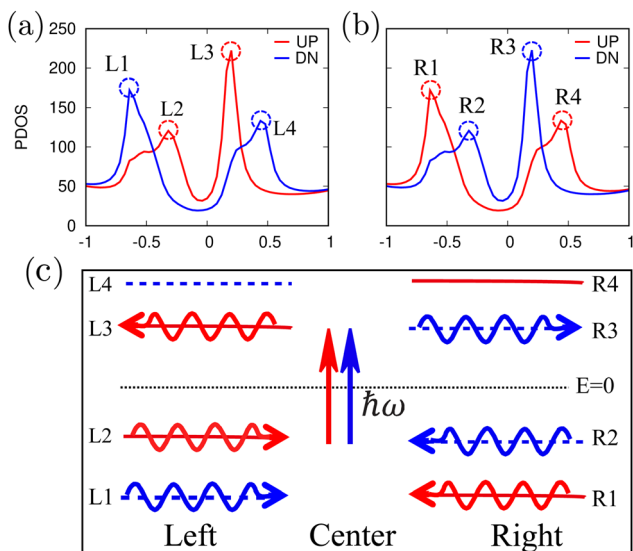 (a)
250
200
150
100
50
0
PDOS
L1
L2
L3
L4
UP
DN
-1
-0.5
0
0.5
1
(b)
R1
R2
R3
R4
UP
DN
-1
-0.5
0
0.5
1
(c)
L4
R4
L3
R3
E=0
ℏω
L2
R2
L1
R1
Left Center Right